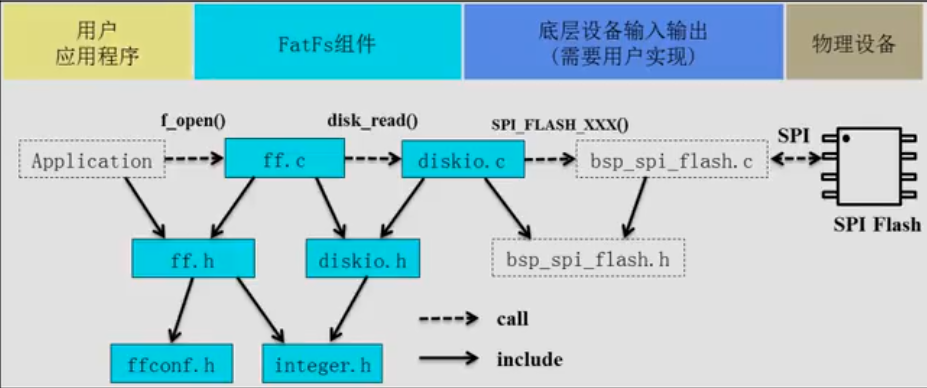 用户
应用程序
FatFs组件
底层设备输入输出
(需要用户实现)
物理设备
f_open()
disk_read()
SPI_FLASH_XXX()
SPI
Application
ff.c
diskio.c
bsp_spi_flash.c
SPI Flash
ff.h
diskio.h
bsp_spi_flash.h
call
ffconf.h
integer.h
include